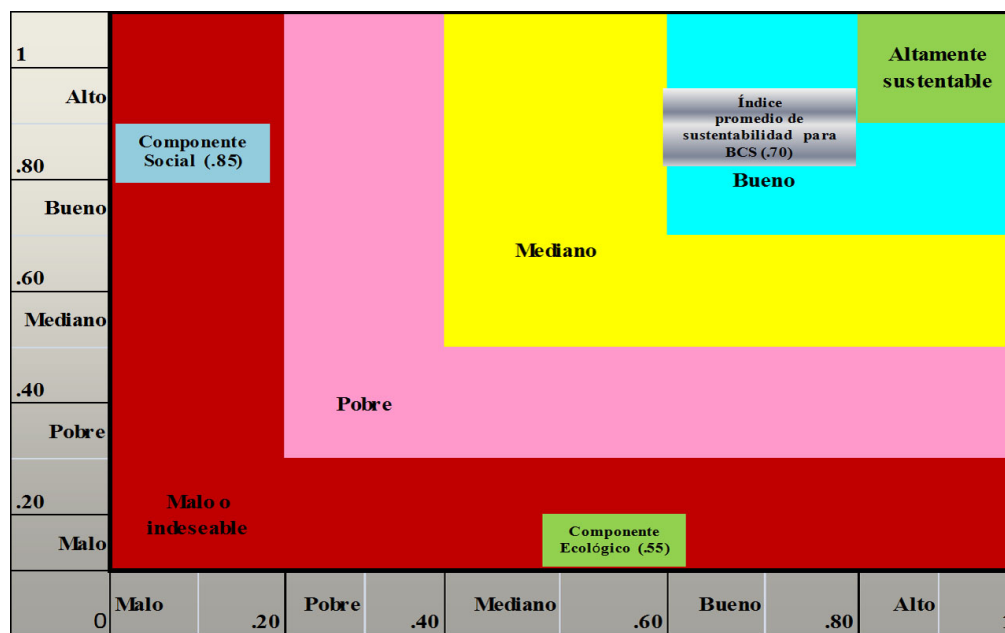 1
Alto
.80
Bueno
.60
Mediano
.40
Pobre
.20
Malo
0
Componente
Social (.85)
Altamente
sustentable
Índice
promedio de
sustentabilidad para
BCS (.70)
Bueno
Mediano
Pobre
Malo o
indeseable
Componente
Ecológico (.55)
Malo
.20
Pobre
.40
Mediano
.60
Bueno
.80
Alto
1